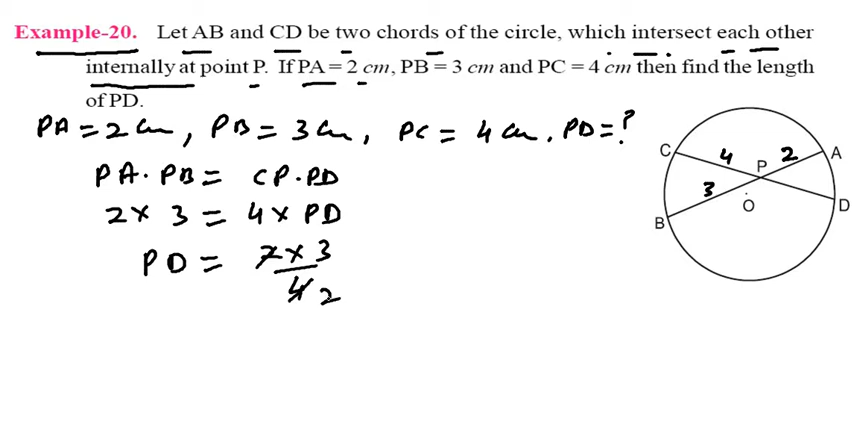 Example-20. Let AB and CD be two chords of the circle, which intersect each other
internally at point P. If PA = 2 cm, PB = 3 cm and PC = 4 cm then find the length
of PD.
PA = 2 cm, PB = 3 cm, PC = 4 cm. PD = ?
PA · PB = CP · PD
2 × 3 = 4 × PD
PD = 2 × 3
4 2
C 4 P 2 A
3
B O D